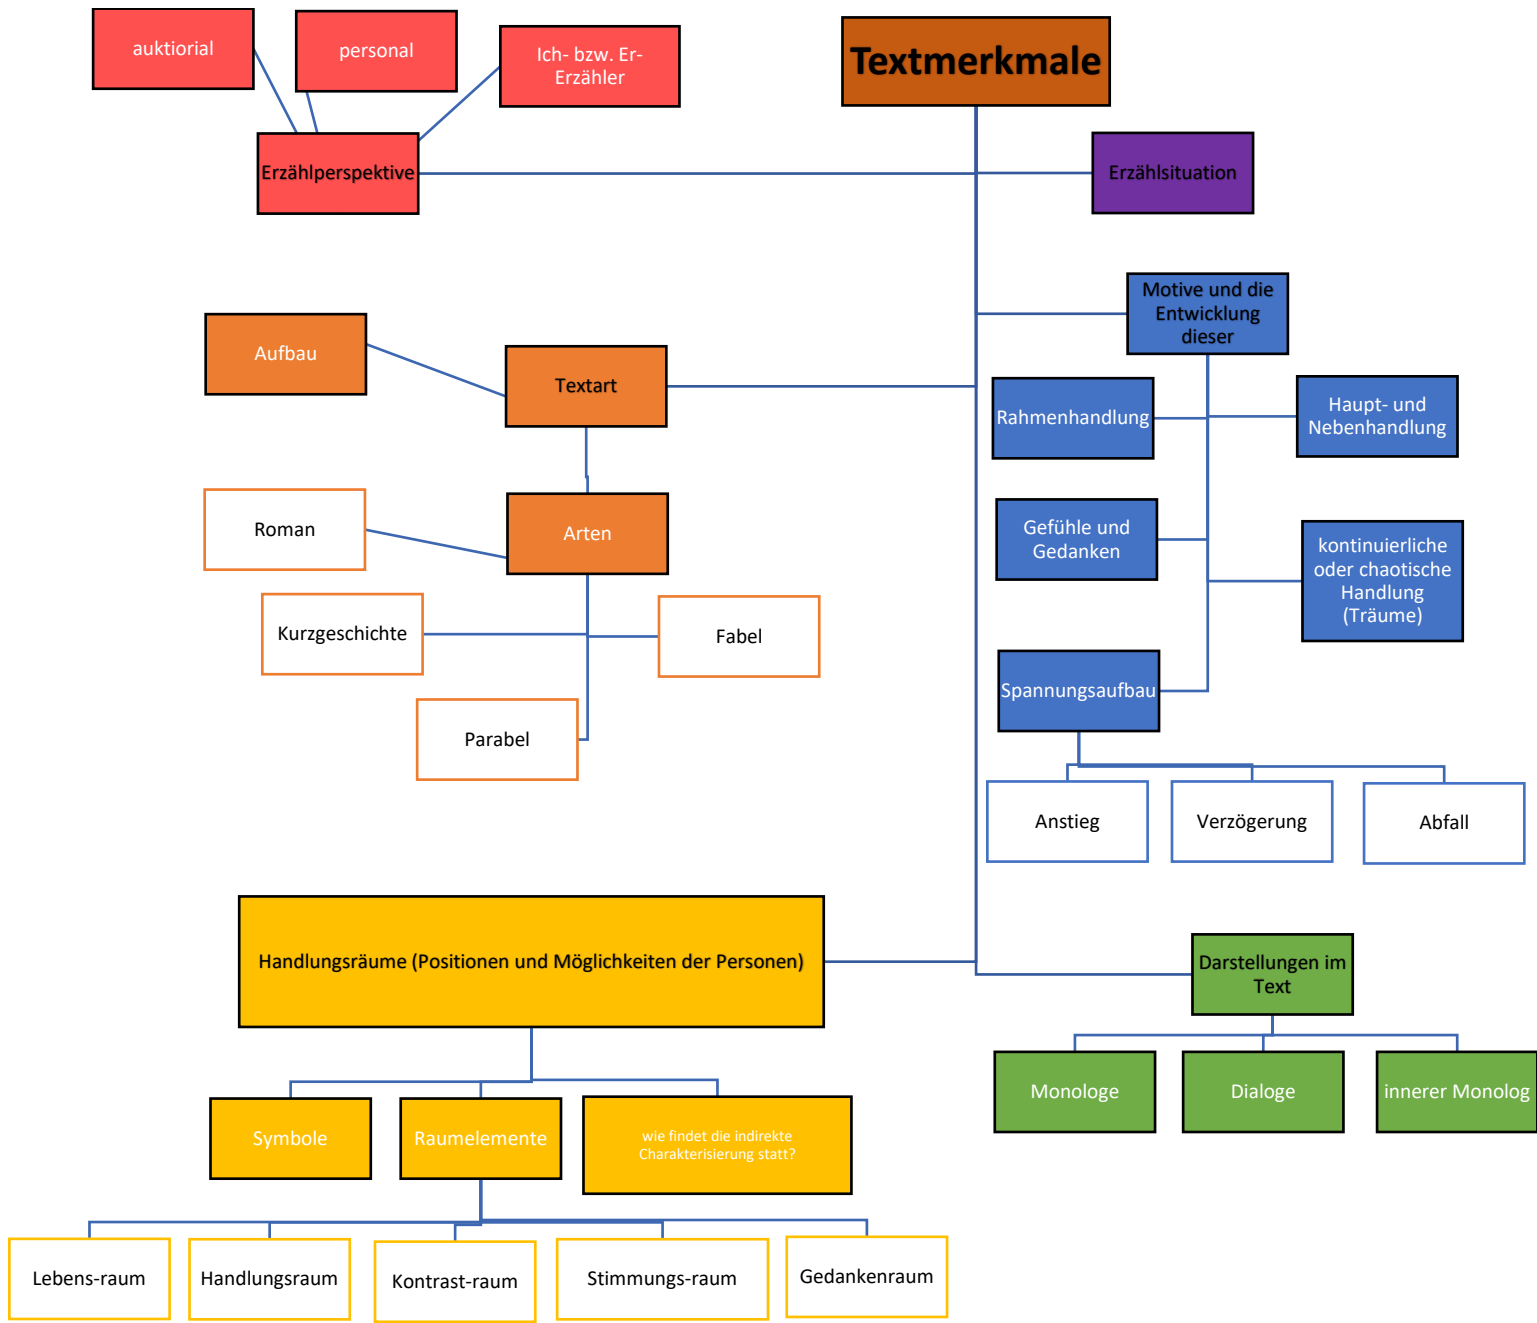 auktiorial
personal
Ich- bzw. Er-
Erzähler
Textmerkmale
Erzählperspektive
Erzählsituation
Motive und die
Entwicklung
dieser
Aufbau
Textart
Rahmenhandlung
Haupt- und
Nebenhandlung
Roman
Arten
Gefühle und
Gedanken
kontinuierliche
oder chaotische
Handlung
(Träume)
Kurzgeschichte
Fabel
Spannungsaufbau
Parabel
Anstieg
Verzögerung
Abfall
Handlungsräume (Positionen und Möglichkeiten der Personen)
Darstellungen im
Text
Monologe
Dialoge
innerer Monolog
Symbole
Raumelemente
wie findet die indirekte
Charakterisierung statt?
Lebens-raum
Handlungsraum
Kontrast-raum
Stimmungs-raum
Gedankenraum